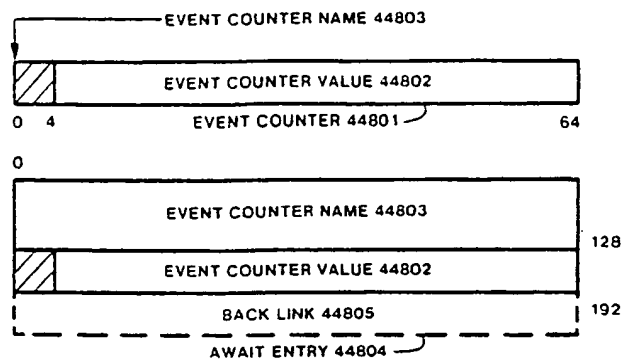 EVENT COUNTER NAME 44803
EVENT COUNTER VALUE 44802
0 4 EVENT COUNTER 44801 64
0
EVENT COUNTER NAME 44803
128
EVENT COUNTER VALUE 44802
BACK LINK 44805 192
AWAIT ENTRY 44804